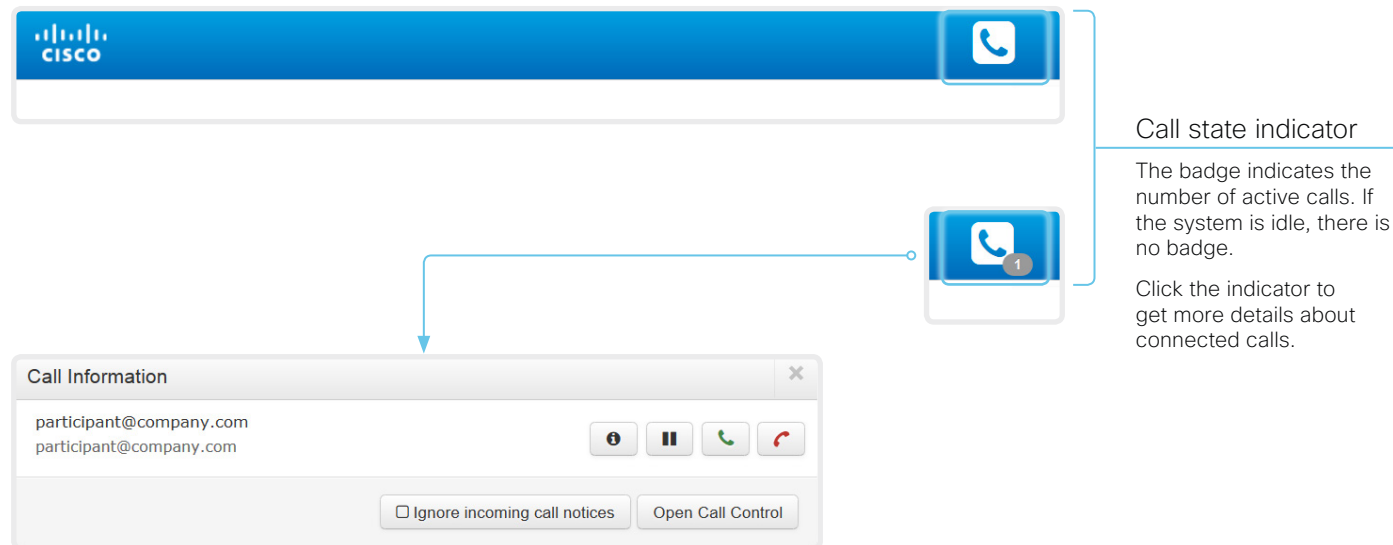 CISCO
Call state indicator
The badge indicates the
number of active calls. If
the system is idle, there is
no badge.
1
Click the indicator to
get more details about
connected calls.
Call Information
participant@company.com
participant@company.com
Ignore incoming call notices
Open Call Control